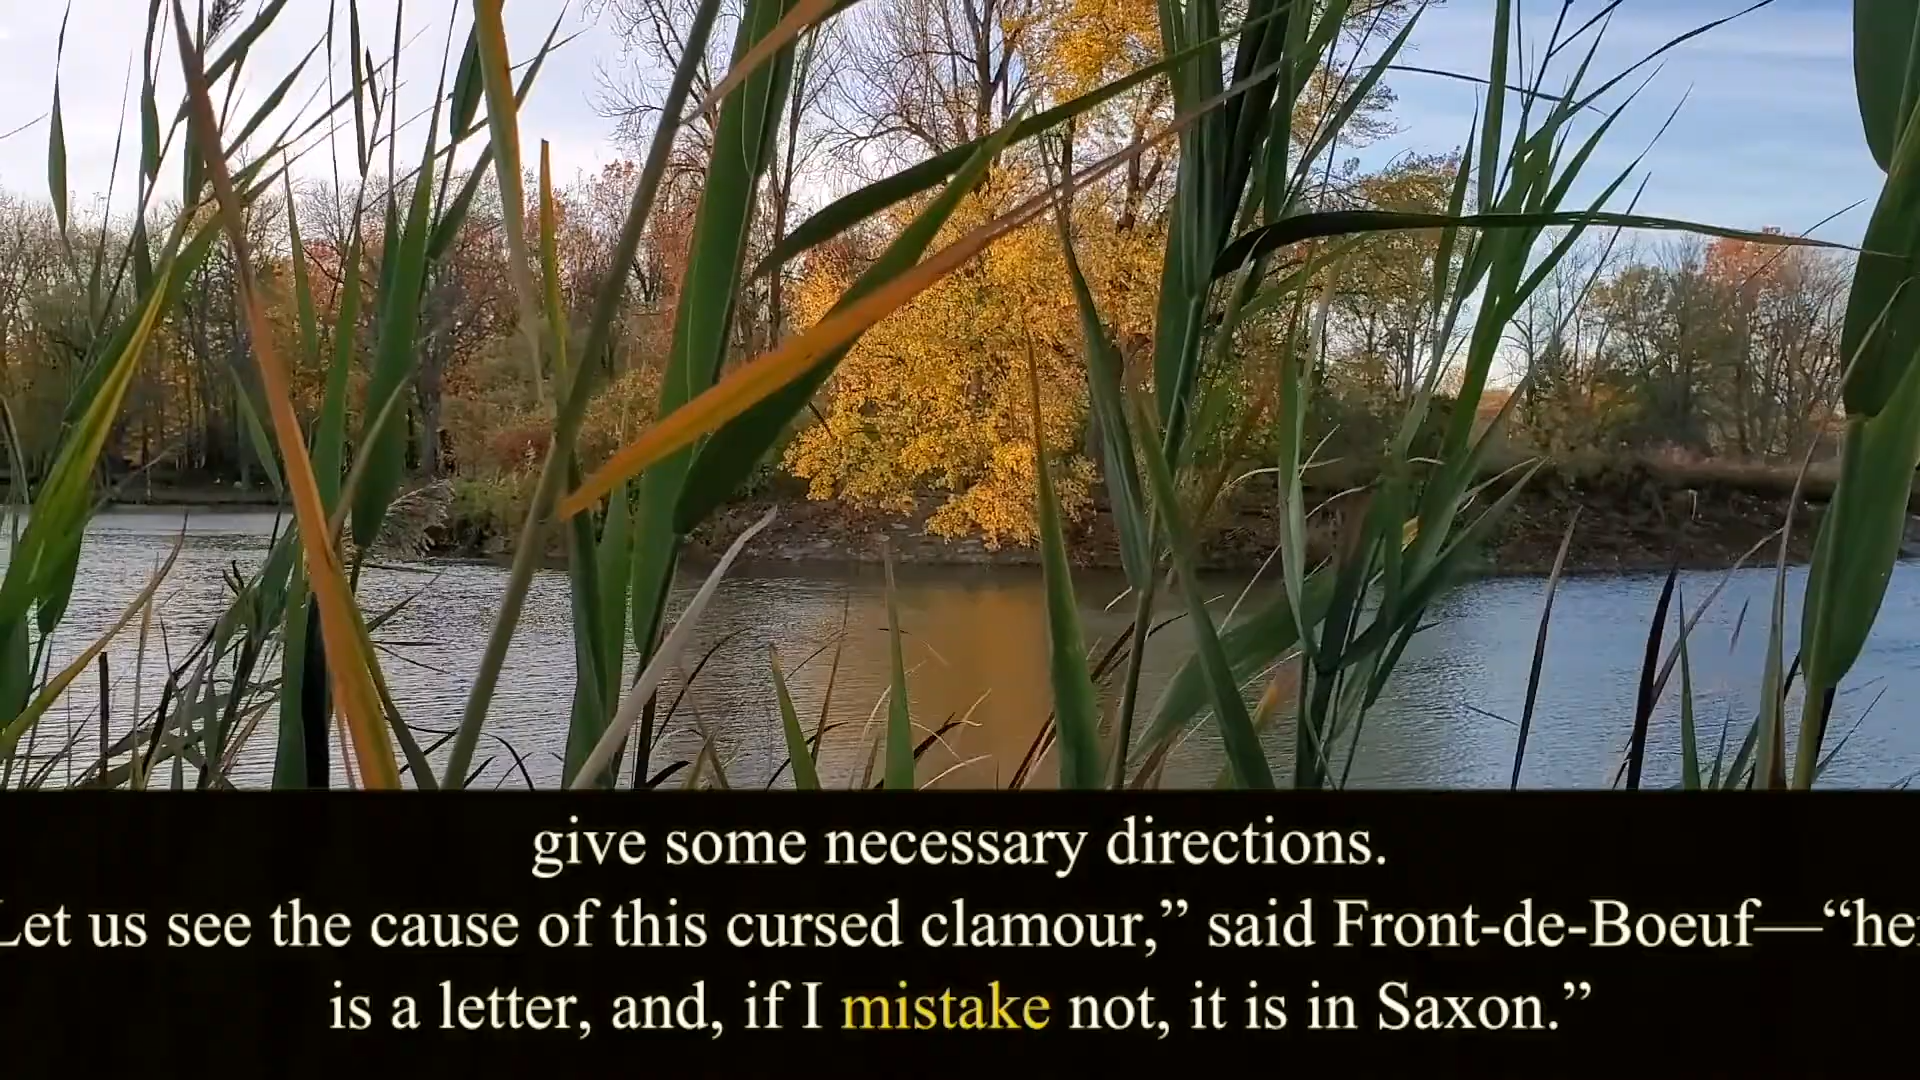 give some necessary directions.
Let us see the cause of this cursed clamour,” said Front-de-Boeuf—“he
is a letter, and, if I mistake not, it is in Saxon.”